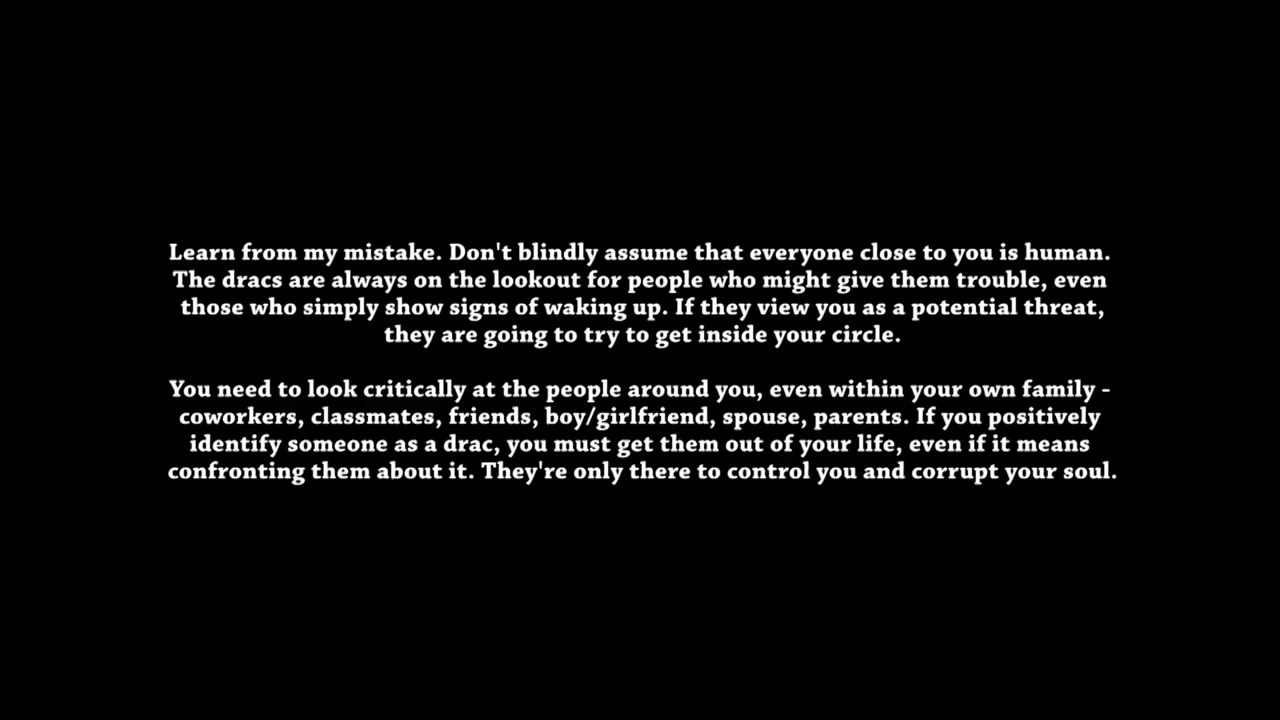 Learn from my mistake. Don't blindly assume that everyone close to you is human.
The dracs are always on the lookout for people who might give them trouble, even
those who simply show signs of waking up. If they view you as a potential threat,
they are going to try to get inside your circle.
You need to look critically at the people around you, even within your own family -
coworkers, classmates, friends, boy/girlfriend, spouse, parents. If you positively
identify someone as a drac, you must get them out of your life, even if it means
confronting them about it. They're only there to control you and corrupt your soul.